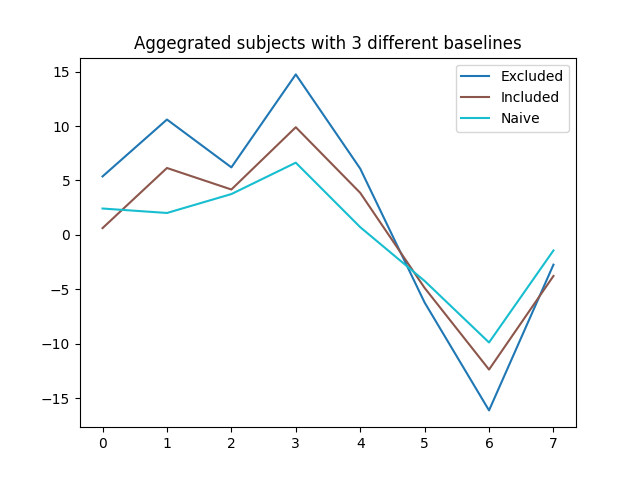 Aggegrated subjects with 3 different baselines
Excluded
Included
Naive
15
10
5
0
−5
−10
−15
0 1 2 3 4 5 6 7